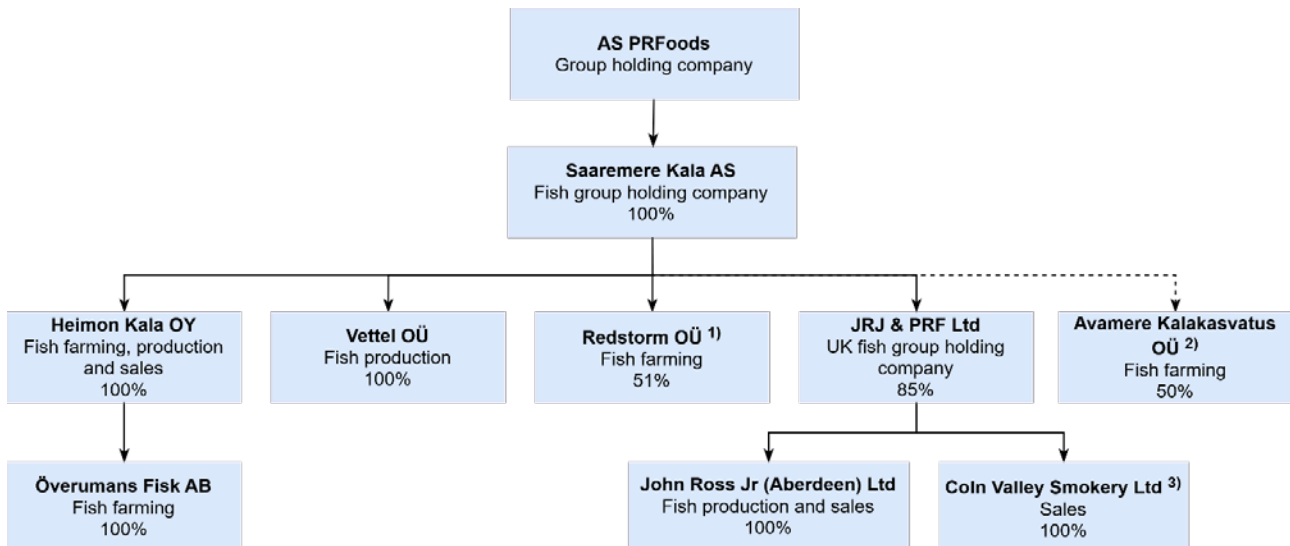 AS PRFoods
Group holding company
Saaremere Kala AS
Fish group holding company
100%
Heimon Kala OY
Fish farming, production
and sales
100%
Vettel OÜ
Fish production
100%
Redstorm OÜ 1)
Fish farming
51%
JRJ & PRF Ltd
UK fish group holding
company
85%
Avamere Kalakasvatus
OÜ 2)
Fish farming
50%
Överumans Fisk AB
Fish farming
100%
John Ross Jr (Aberdeen) Ltd
Fish production and sales
100%
Coln Valley Smokery Ltd 3)
Sales
100%